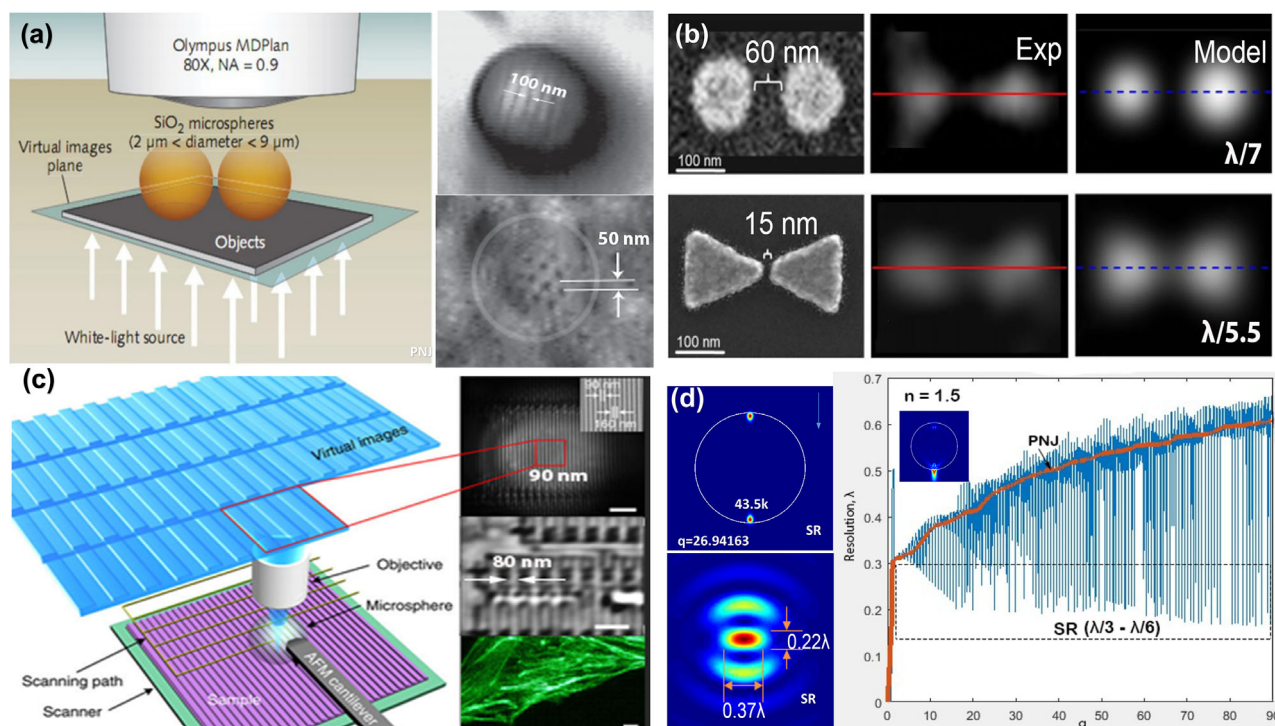 (a)
Olympus MDPlan
80X, NA = 0.9
SiO₂ microspheres
(2 µm < diameter < 9 µm)
Virtual images
plane
Objects
White-light source
PNJ
100 nm
50 nm
(b)
60 nm
100 nm
Exp
Model
λ/7
15 nm
100 nm
λ/5.5
(c)
Virtual images
Objective
Microsphere
Scanning path
Scanner
Sample
AFM cantilever
90 nm
160 nm
90 nm
80 nm
(d)
43.5k
q=26.94163
SR
0.22λ
0.37λ
SR
n = 1.5
PNJ
SR (λ/3 - λ/6)
Resolution, λ
0.7
0.6
0.5
0.4
0.3
0.2
0.1
0
0 10 20 30 40 50 60 70 80 90
q